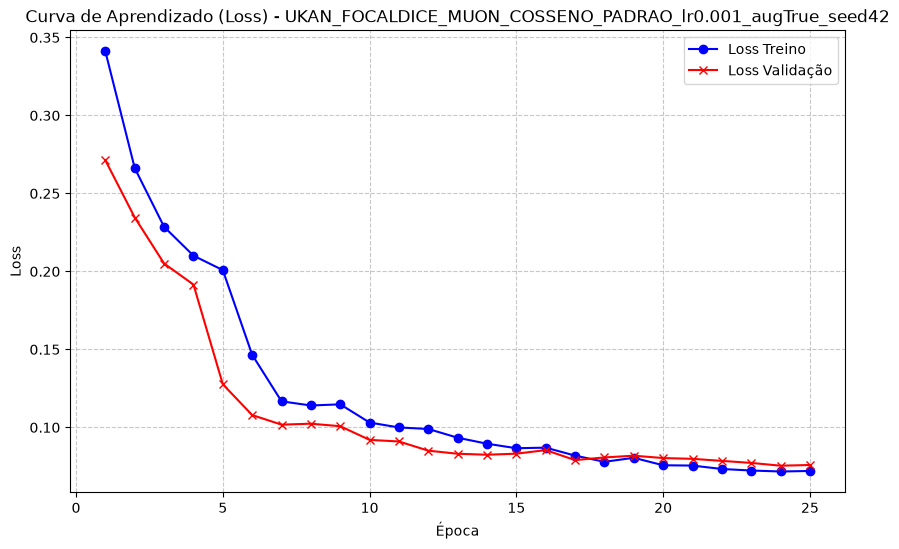 Curva de Aprendizado (Loss) - UKAN_FOCALDICE_MUON_COSSENO_PADRAO_lr0.001_augTrue_seed42
0.35
0.30
0.25
0.20
0.15
0.10
Loss
Loss Treino
Loss Validação
0
5
10
15
20
25
Época